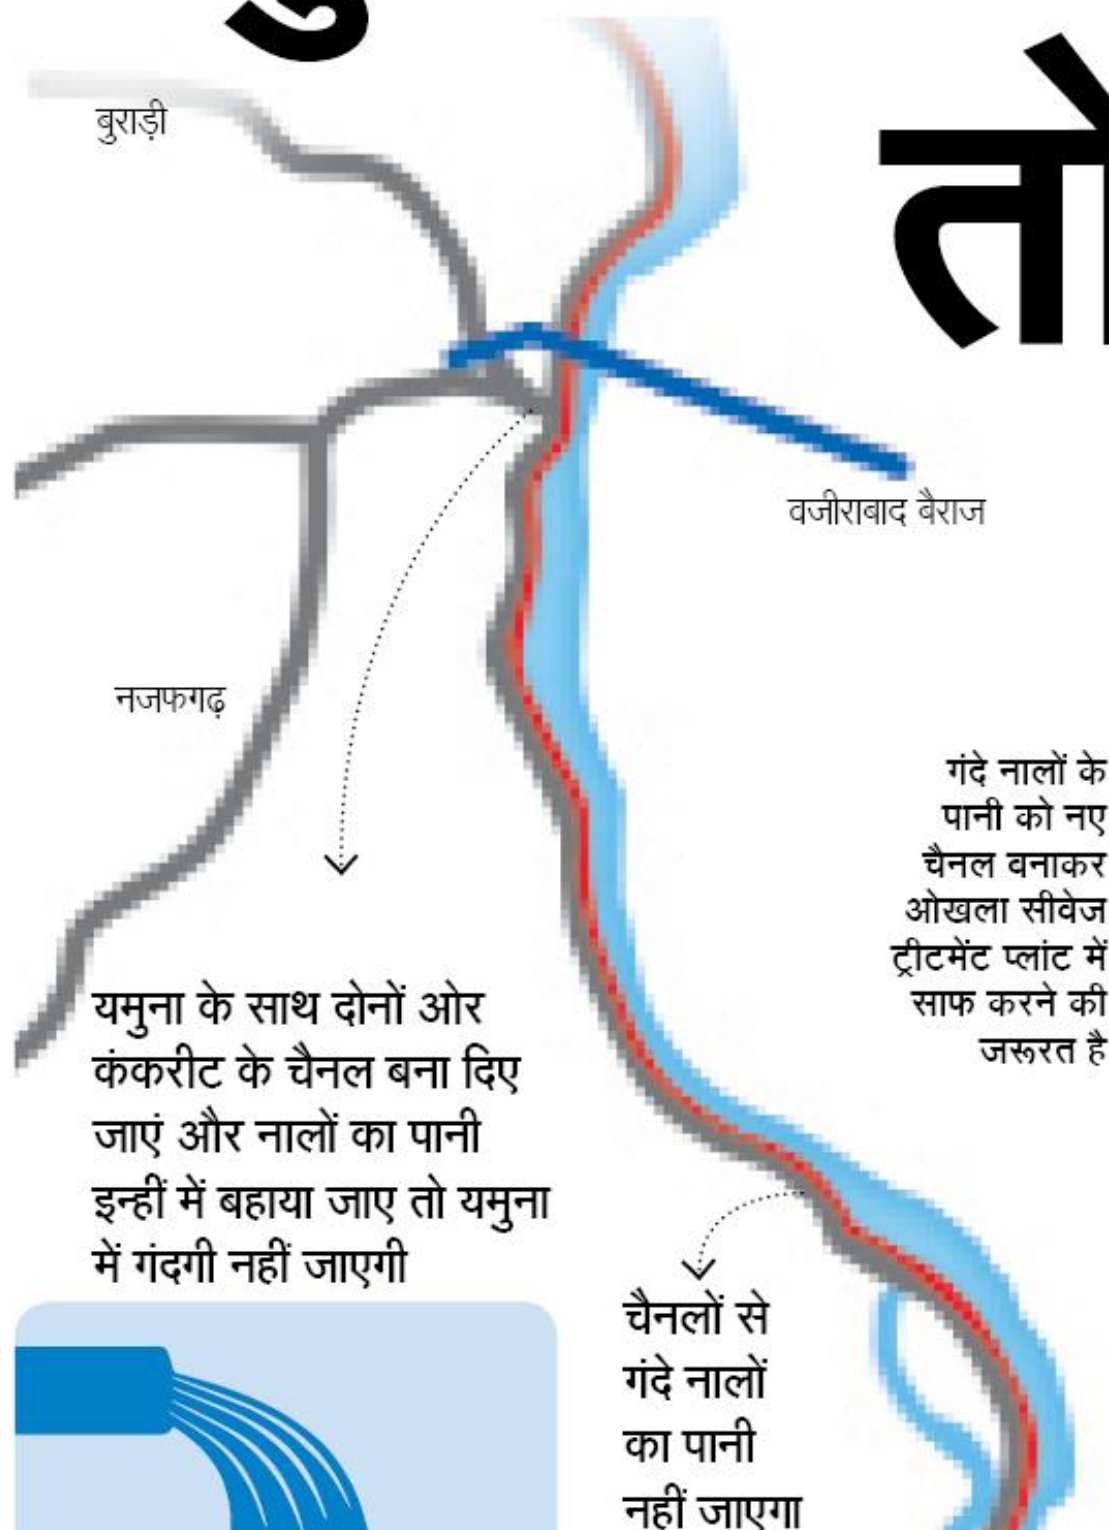 तो
बुराड़ी
वजीराबाद बैराज
नजफगढ़
गंदे नालों के
पानी को नए
चैनल बनाकर
ओखला सीवेज
ट्रीटमेंट प्लांट में
साफ करने की
जरूरत है
यमुना के साथ दोनों ओर
कंकरीट के चैनल बना दिए
जाएं और नालों का पानी
इन्हीं में बहाया जाए तो यमुना
में गंदगी नहीं जाएगी
चैनलों से
गंदे नालों
का पानी
नहीं जाएगा